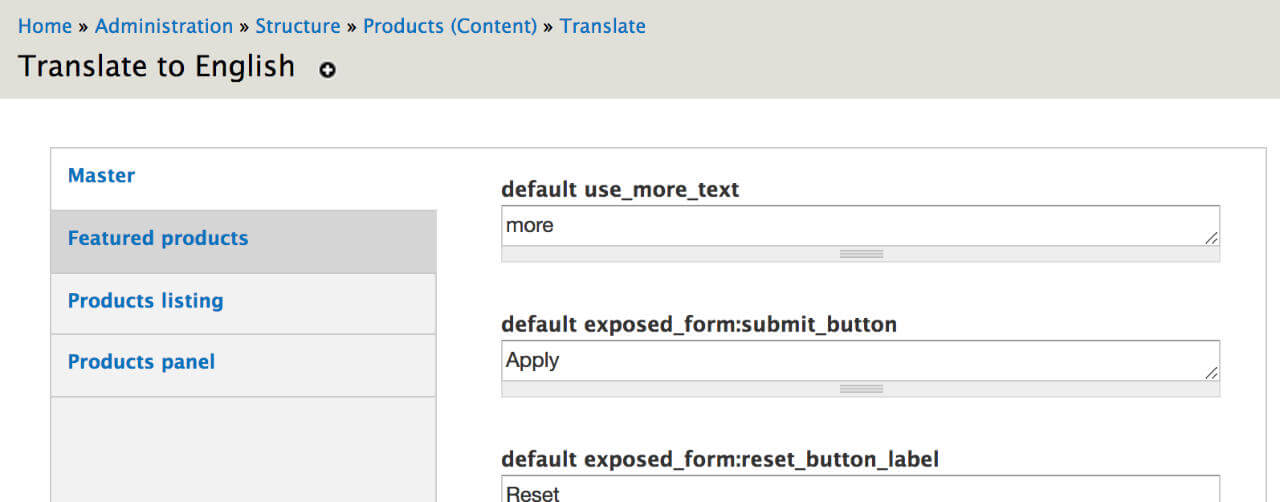 Home » Administration » Structure » Products (Content) » Translate
Translate to English
Master
Featured products
Products listing
Products panel
default use_more_text
more
default exposed_form:submit_button
Apply
default exposed_form:reset_button_label
Reset